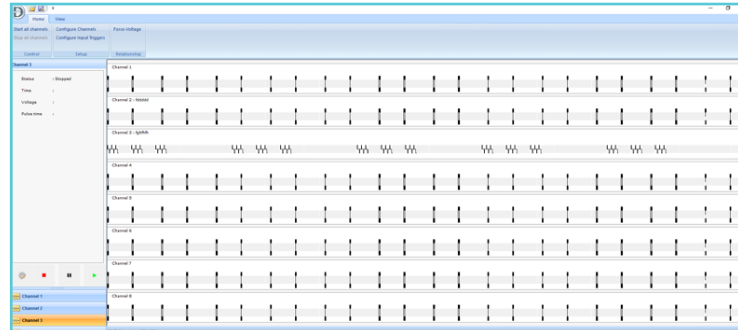 Home View
Start all channels Configure Channels Force-Voltage
Stop all channels Configure Input Triggers
Control Setup Relationship
Channel 3
Status : Stopped
Time :
Voltage :
Pulse time :
Channel 1
Channel 3
Channel 4
Channel 5
Channel 6
Channel 7
Channel 8
Channel 1
Channel 2
Channel 3